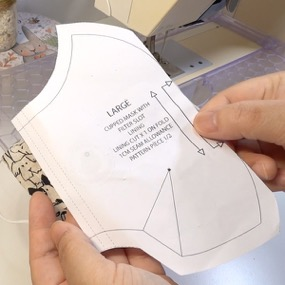 LARGE
CUPPED MASK WITH
FILTER SLOT
LINING
LINING CUT X 1 ON FOLD
1CM SEAM ALLOWANCE
PATTERN PIECE 1/2